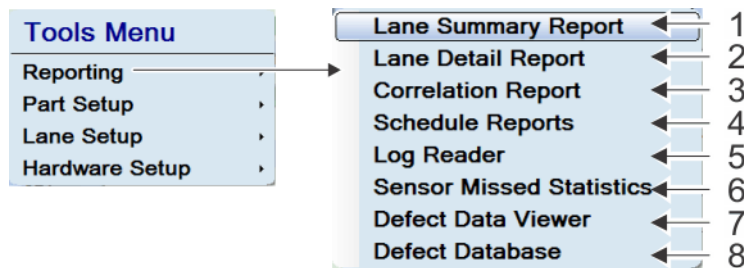 Tools Menu
Reporting
Part Setup
Lane Setup
Hardware Setup
Lane Summary Report 1
Lane Detail Report 2
Correlation Report 3
Schedule Reports 4
Log Reader 5
Sensor Missed Statistics 6
Defect Data Viewer 7
Defect Database 8